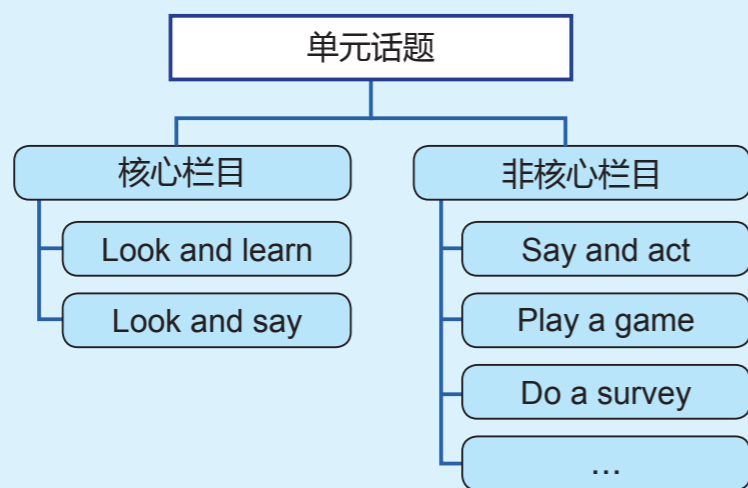 单元话题
核心栏目
Look and learn
Look and say
非核心栏目
Say and act
Play a game
Do a survey
...